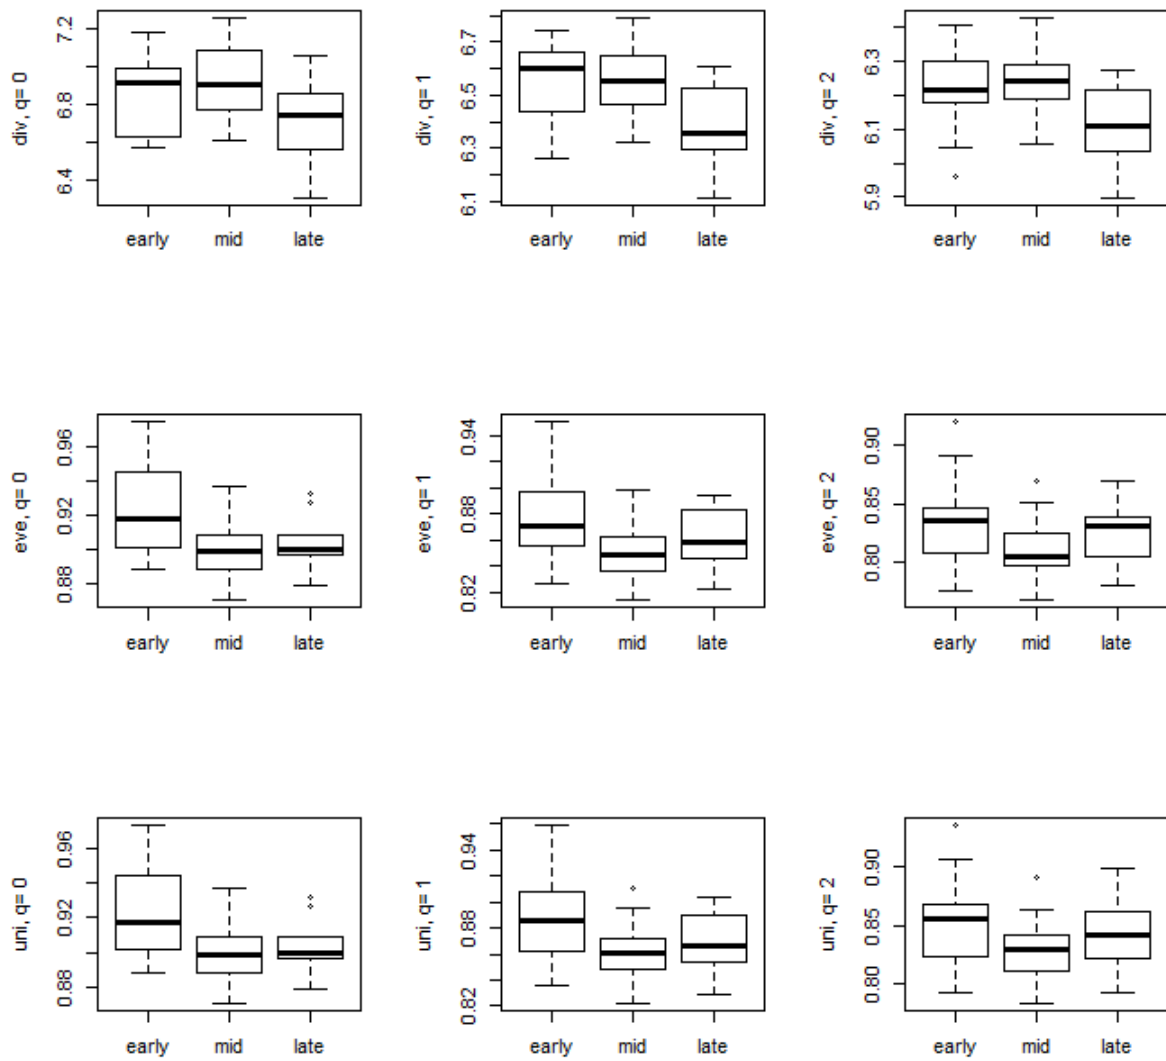 div, q= 0
7.2
6.8
6.4
early mid late
div, q= 1
6.7
6.5
6.3
6.1
early mid late
div, q= 2
6.3
6.1
5.9
early mid late
eve, q= 0
0.96
0.92
0.88
early mid late
eve, q= 1
0.94
0.88
0.82
early mid late
eve, q= 2
0.90
0.85
0.80
early mid late
uni, q= 0
0.96
0.92
0.88
early mid late
uni, q= 1
0.94
0.88
0.82
early mid late
uni, q= 2
0.90
0.85
0.80
early mid late